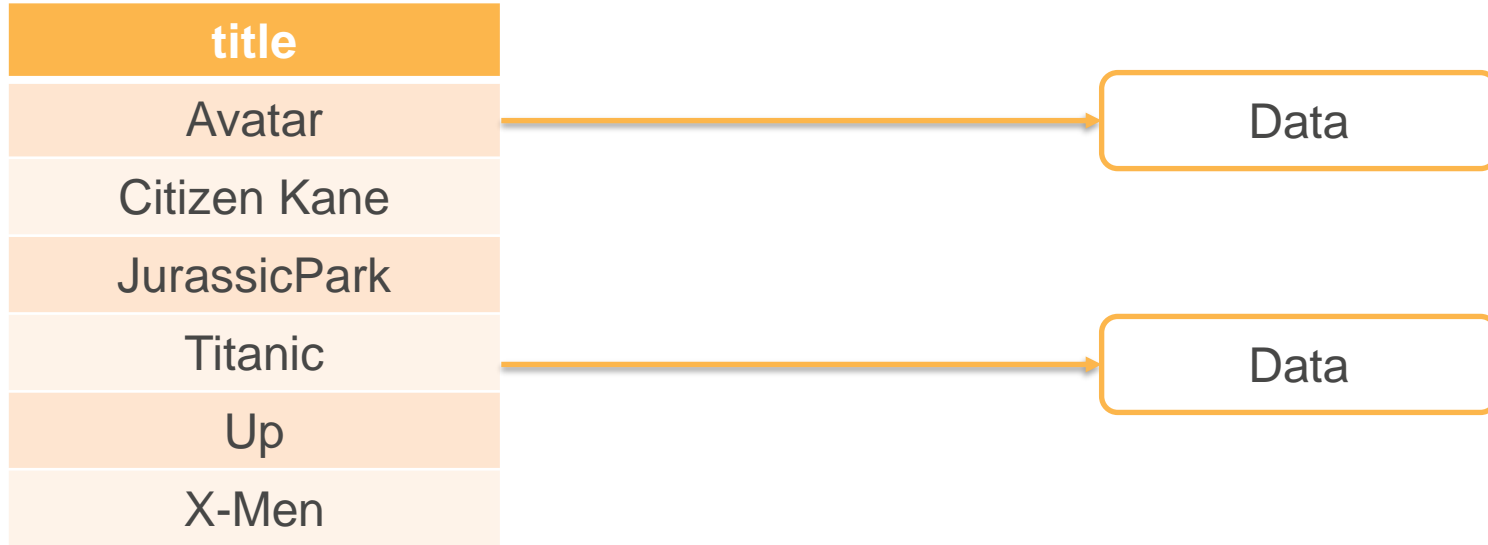 title
Avatar
Data
Citizen Kane
JurassicPark
Titanic
Data
Up
X-Men